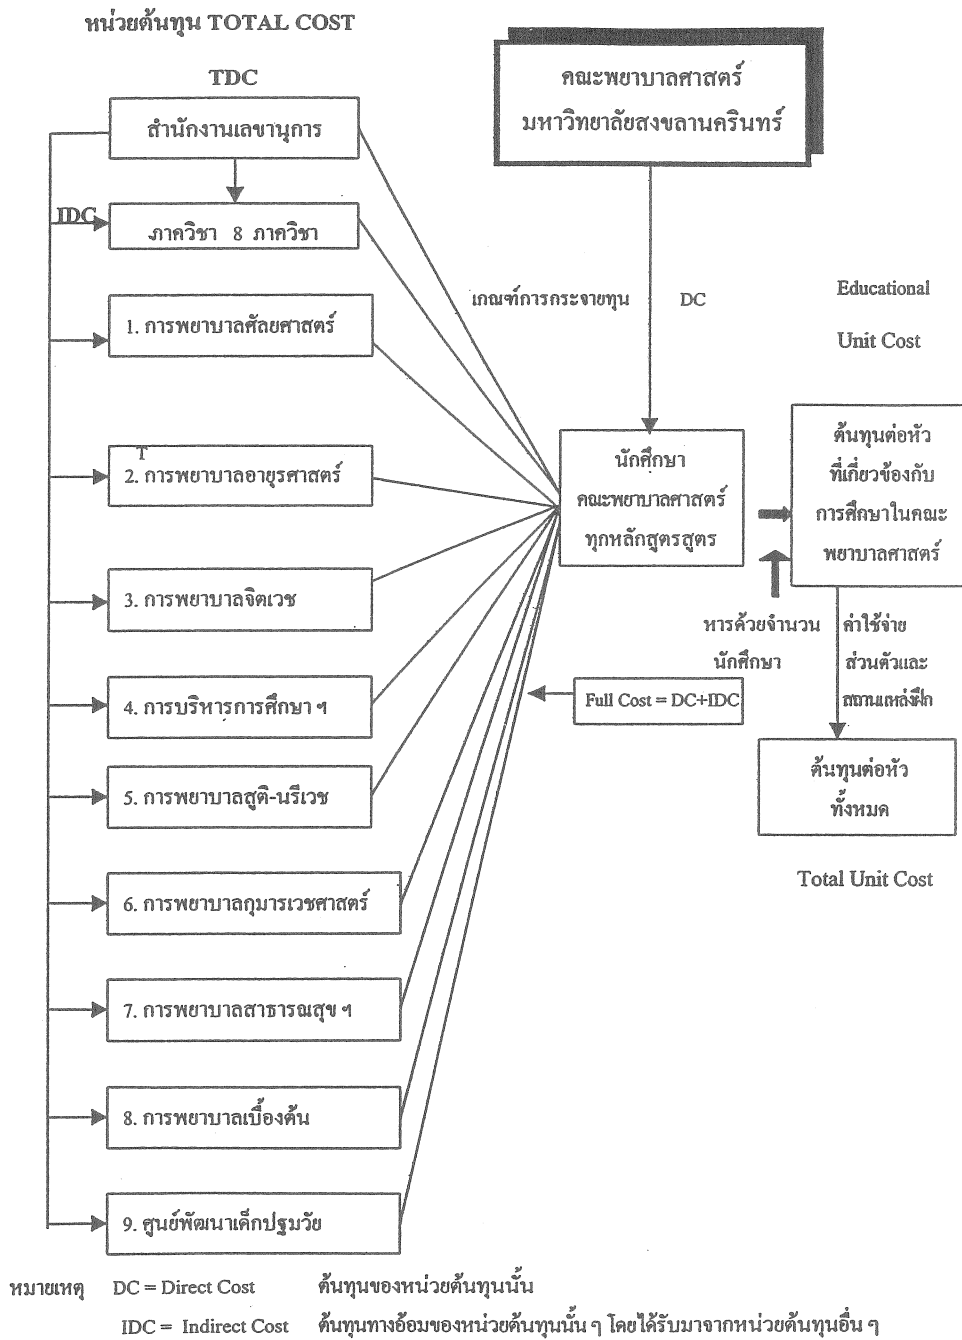 หน่วยต้นทุน TOTAL COST
TDC
คณะพยาบาลศาสตร์
มหาวิทยาลัยสงขลานครินทร์
สำนักงานเลขานุการ
IDC
ภาควิชา 8 ภาควิชา
เกณฑ์การกระจายทุน
DC
Educational
Unit Cost
1. การพยาบาลศัลยศาสตร์
T
2. การพยาบาลอายุรศาสตร์
3. การพยาบาลจิตเวช
4. การบริหารการศึกษา ฯ
5. การพยาบาลสูติ-นรีเวช
6. การพยาบาลกุมารเวชศาสตร์
7. การพยาบาลสาธารณสุข ฯ
8. การพยาบาลเบื้องต้น
9. ศูนย์พัฒนาเด็กปฐมวัย
นักศึกษา
คณะพยาบาลศาสตร์
ทุกหลักสูตรสูตร
ต้นทุนต่อหัว
ที่เกี่ยวข้องกับ
การศึกษาในคณะ
พยาบาลศาสตร์
หารด้วยจำนวน
นักศึกษา
ค่าใช้จ่าย
ส่วนตัวและ
สถานแหล่งฝึก
Full Cost = DC+IDC
ต้นทุนต่อหัว
ทั้งหมด
Total Unit Cost
หมายเหตุ DC = Direct Cost ต้นทุนของหน่วยต้นทุนนั้น
IDC = Indirect Cost ต้นทุนทางอ้อมของหน่วยต้นทุนนั้น ๆ โดยได้รับมาจากหน่วยต้นทุนอื่น ๆ